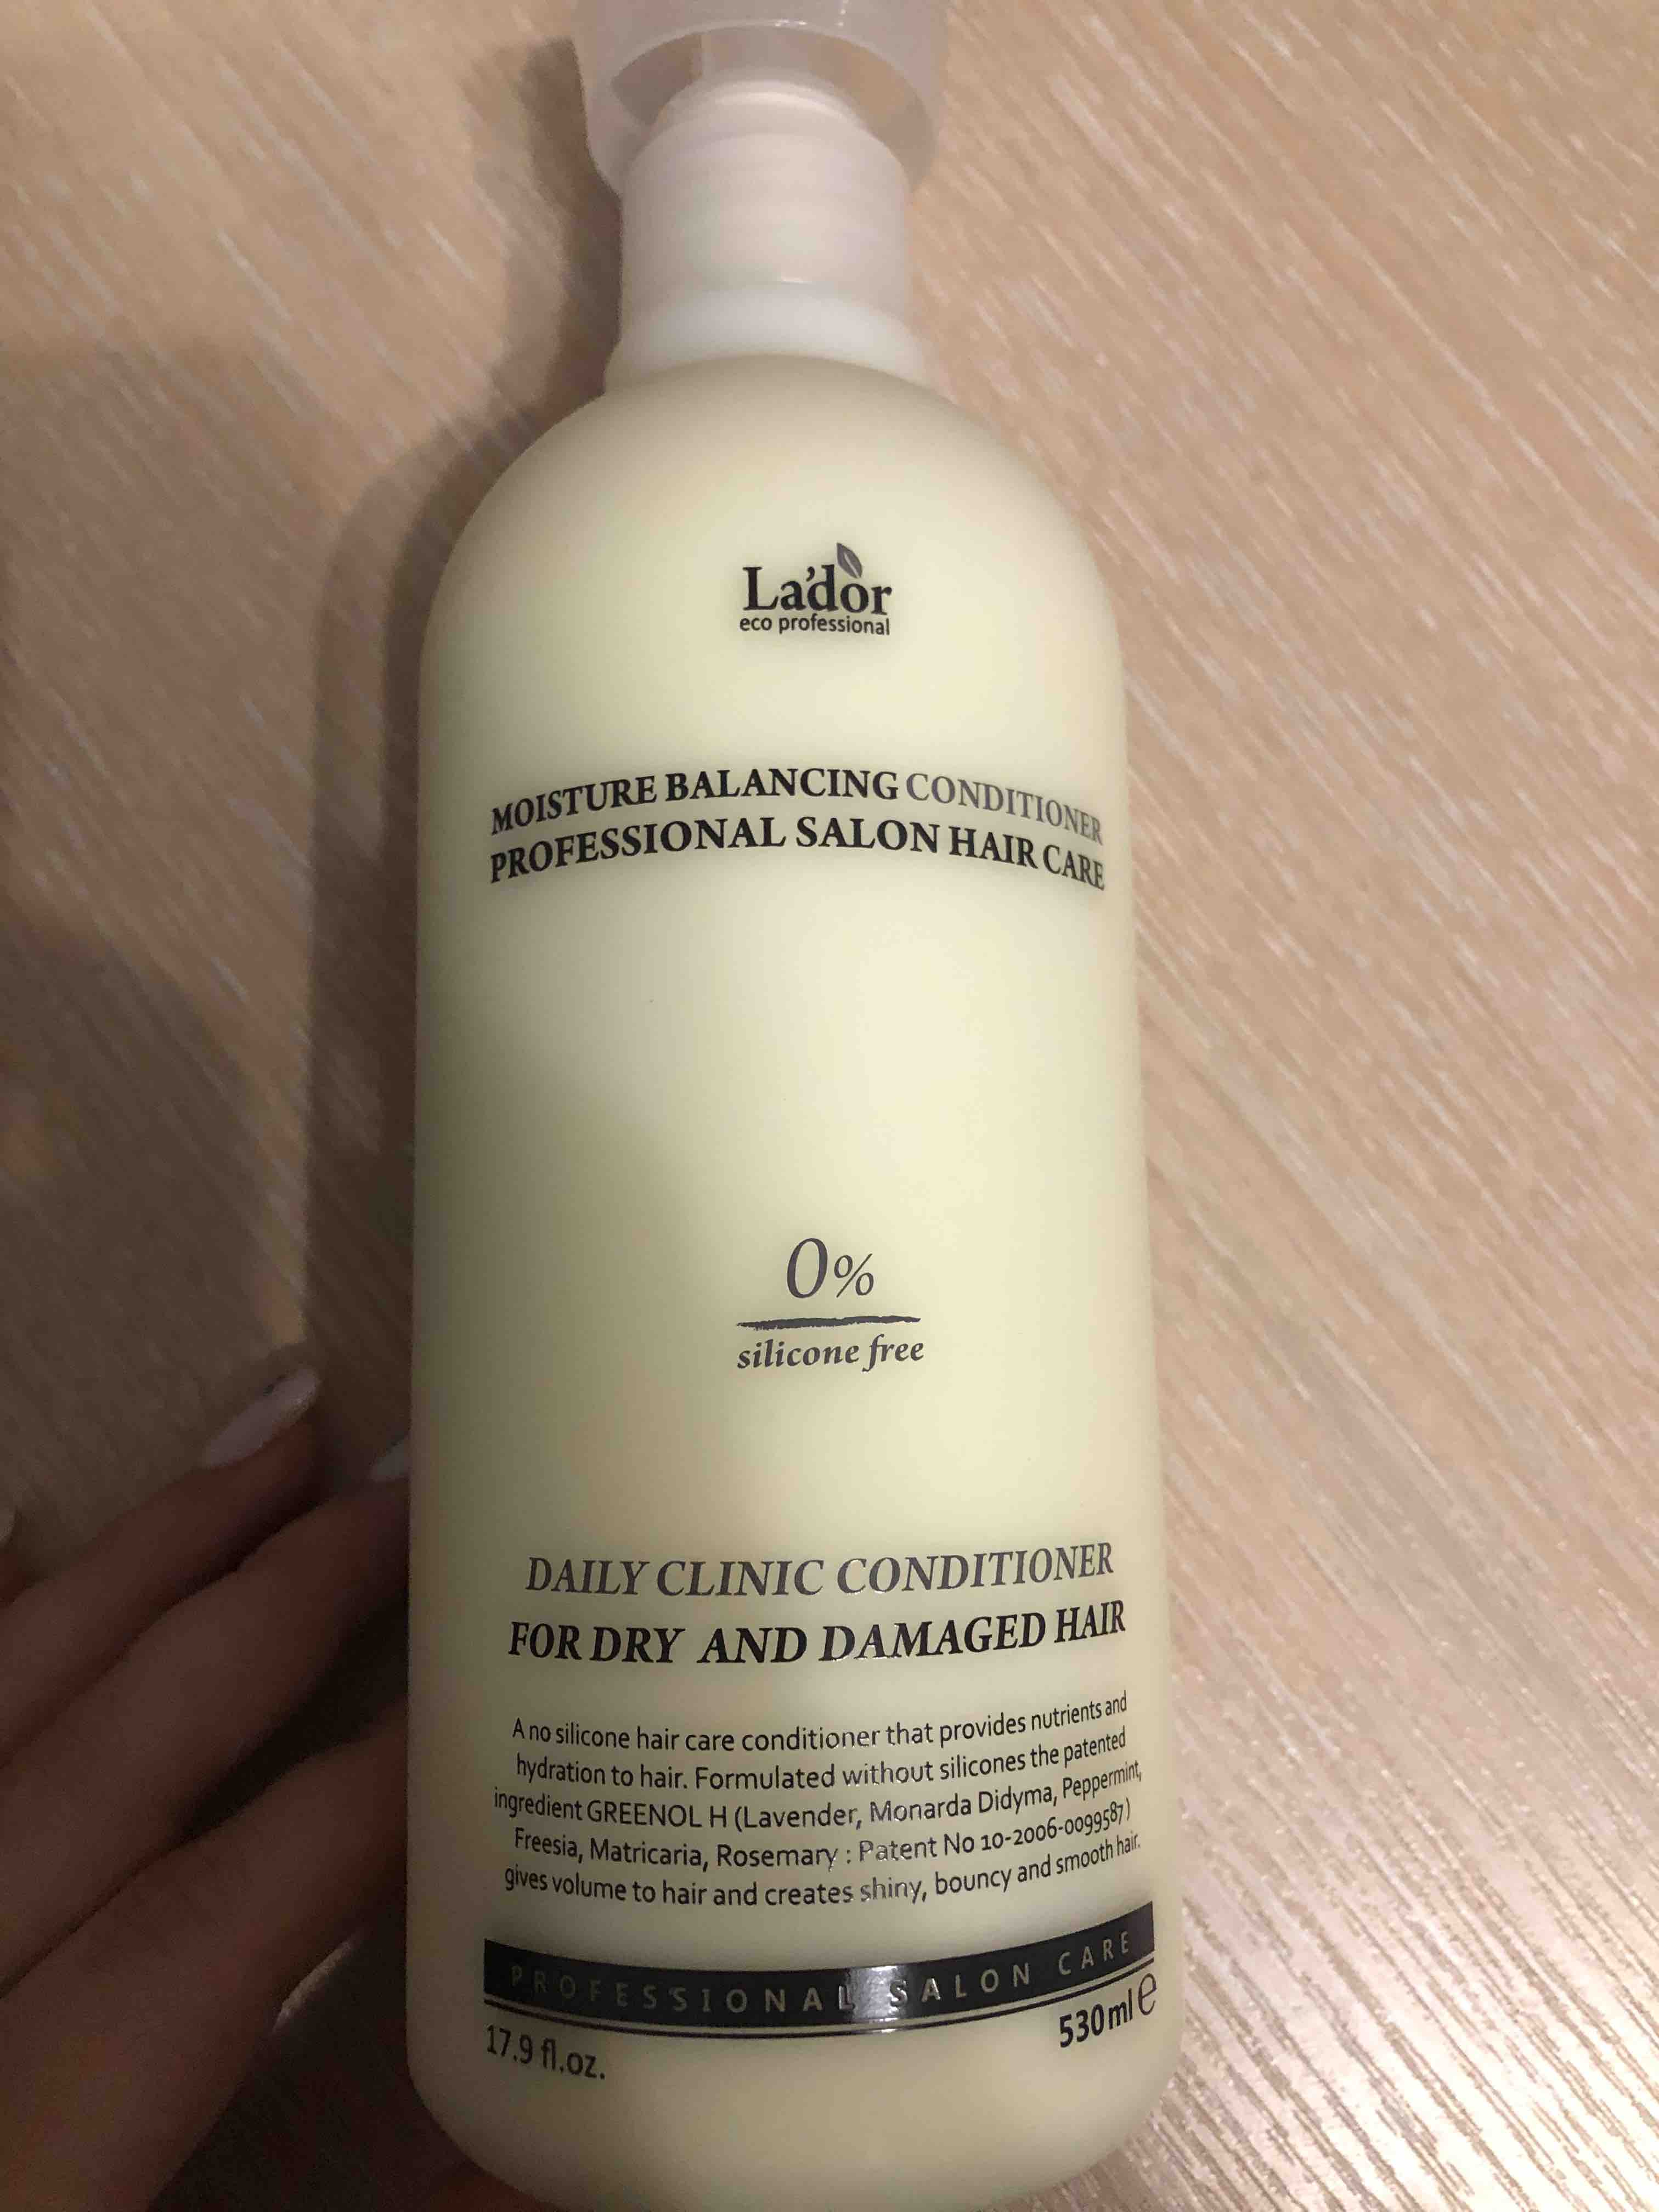 La'dor
eco professional
MOISTURE BALANCING CONDITIONER
PROFESSIONAL SALON HAIR CARE
0%
silicone free
DAILY CLINIC CONDITIONER
FOR DRY AND DAMAGED HAIR
A no silicone hair care conditioner that provides nutrients and
hydration to hair. Formulated without silicones the patented
ingredient GREENOL H (Lavender, Monarda Didyma, Peppermint,
Freesia, Matricaria, Rosemary : Patent No 10-2006-0099587)
gives volume to hair and creates shiny, bouncy and smooth hair.
PROFESSIONAL SALON CARE
17.9 fl.oz.
530ml e